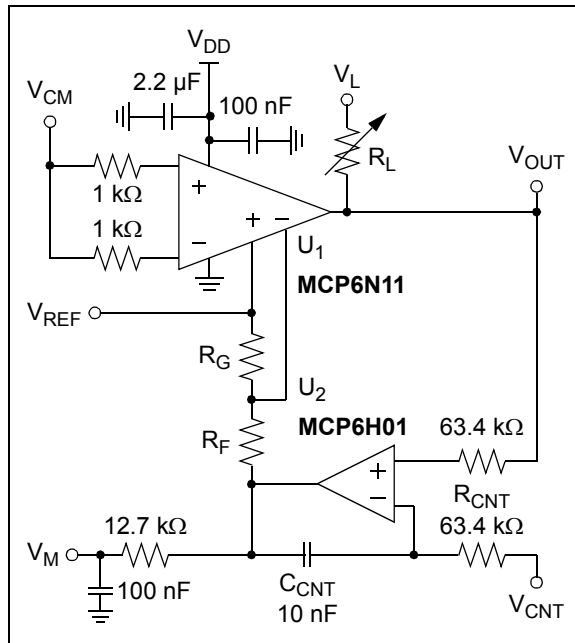 V_DD
2.2 µF
V_CM
100 nF
V_L
R_L
V_OUT
1 kΩ
1 kΩ
+
−
+ −
U_1
MCP6N11
V_REF
R_G
U_2
MCP6H01
R_F
63.4 kΩ
+
−
R_CNT
12.7 kΩ
63.4 kΩ
V_M
100 nF
C_CNT
10 nF
V_CNT